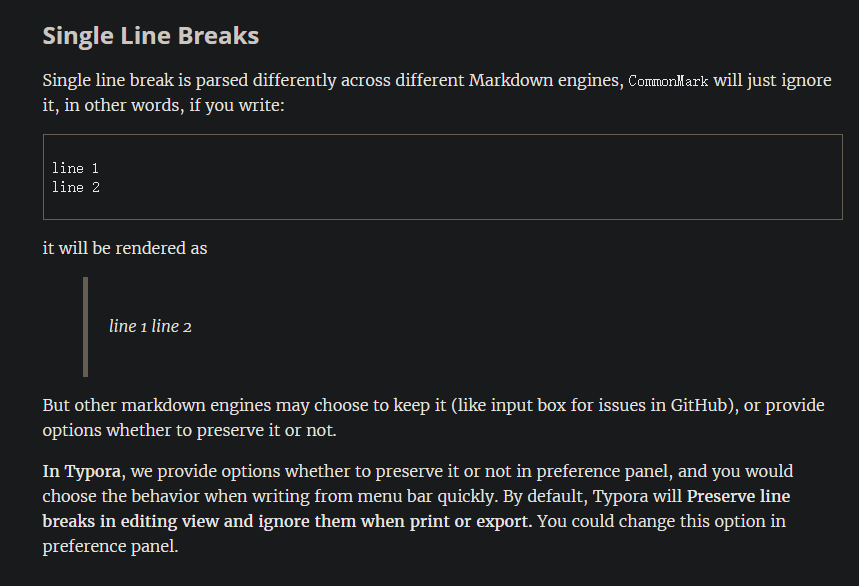 Single Line Breaks
Single line break is parsed differently across different Markdown engines, CommonMark will just ignore
it, in other words, if you write:
line 1
line 2
it will be rendered as
line 1 line 2
But other markdown engines may choose to keep it (like input box for issues in GitHub), or provide
options whether to preserve it or not.
In Typora, we provide options whether to preserve it or not in preference panel, and you would
choose the behavior when writing from menu bar quickly. By default, Typora will Preserve line
breaks in editing view and ignore them when print or export. You could change this option in
preference panel.